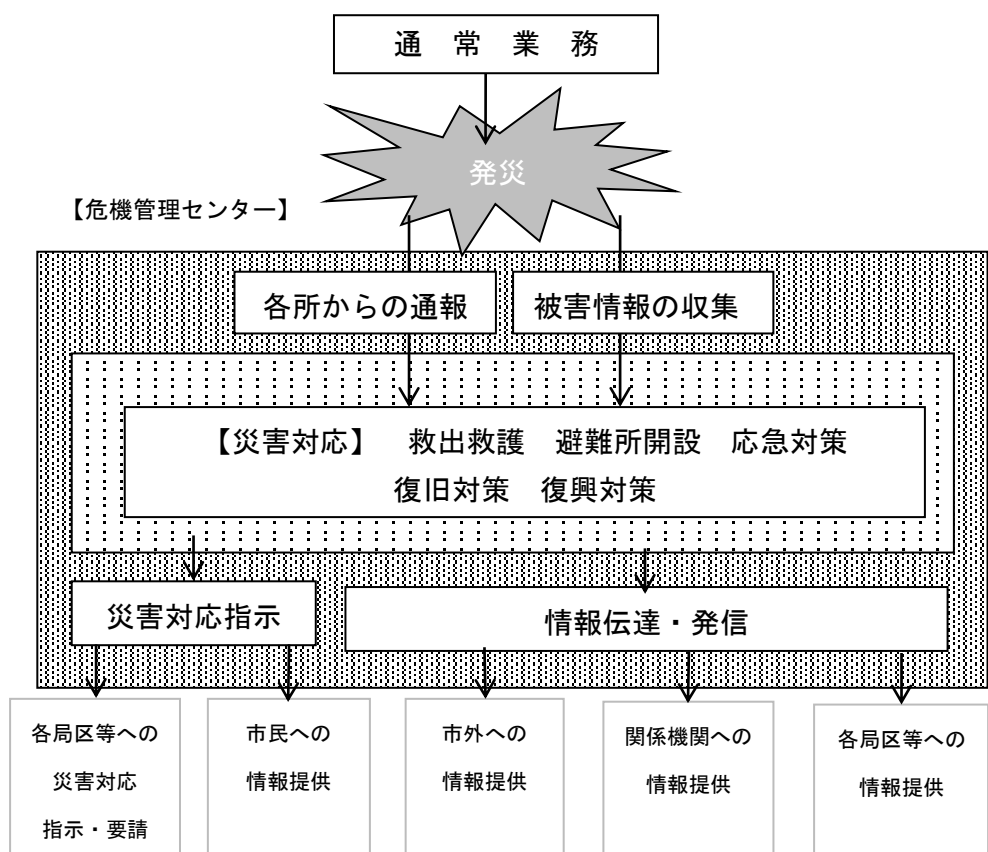 通 常 業 務
発災
【危機管理センター】
各所からの通報
被害情報の収集
【災害対応】 救出救護 避難所開設 応急対策
復旧対策 復興対策
災害対応指示
情報伝達・発信
各局区等への
災害対応
指示・要請
市民への
情報提供
市外への
情報提供
関係機関への
情報提供
各局区等への
情報提供